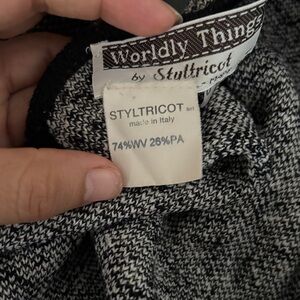 Worldly Things
by Styltricot
STYLTRICOT
made in Italy
74%WV 26%PA